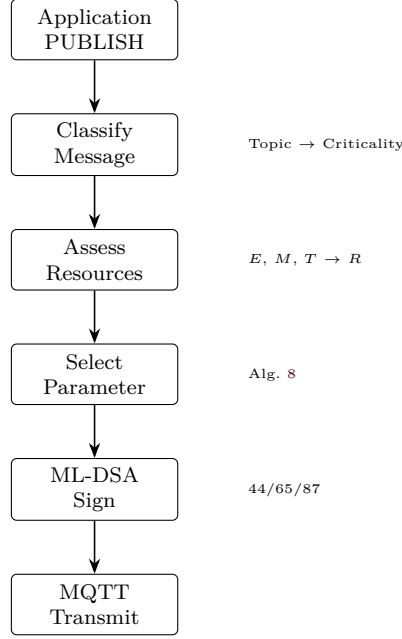 Application
PUBLISH
Classify
Message
Topic → Criticality
Assess
Resources
E, M, T → R
Select
Parameter
Alg. 8
ML-DSA
Sign
44/65/87
MQTT
Transmit